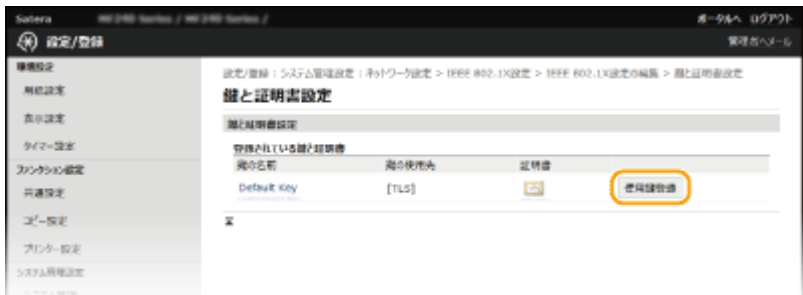 Satera MF240 Series / MF240 Series / ポータルへ ログアウト
設定/登録 管理者へメール
環境設定
用紙設定
表示設定
タイマー設定
ファンクション設定
共通設定
コピー設定
プリンター設定
システム管理設定
設定/登録 : システム管理設定 : ネットワーク設定 > IEEE 802.1X設定 > IEEE 802.1X設定の編集 > 鍵と証明書設定
鍵と証明書設定
鍵と証明書設定
登録されている鍵と証明書
鍵の名前 鍵の使用先 証明書
Default Key [TLS] 使用鍵登録